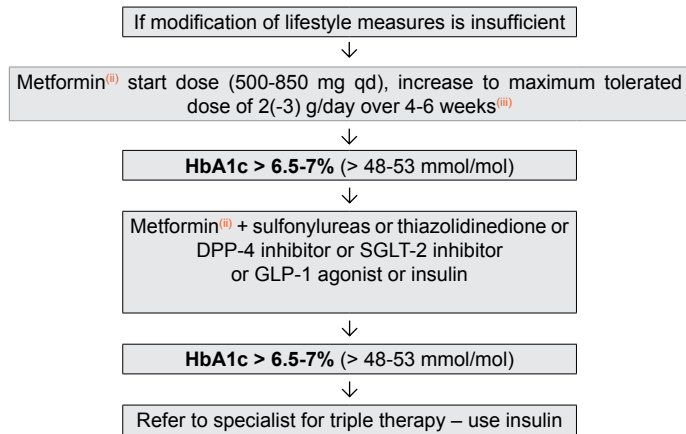 If modification of lifestyle measures is insufficient
↓
Metformin(ii) start dose (500-850 mg qd), increase to maximum tolerated
dose of 2(-3) g/day over 4-6 weeks(iii)
↓
HbA1c > 6.5-7% (> 48-53 mmol/mol)
↓
Metformin(ii) + sulfonylureas or thiazolidinedione or
DPP-4 inhibitor or SGLT-2 inhibitor
or GLP-1 agonist or insulin
↓
HbA1c > 6.5-7% (> 48-53 mmol/mol)
↓
Refer to specialist for triple therapy – use insulin